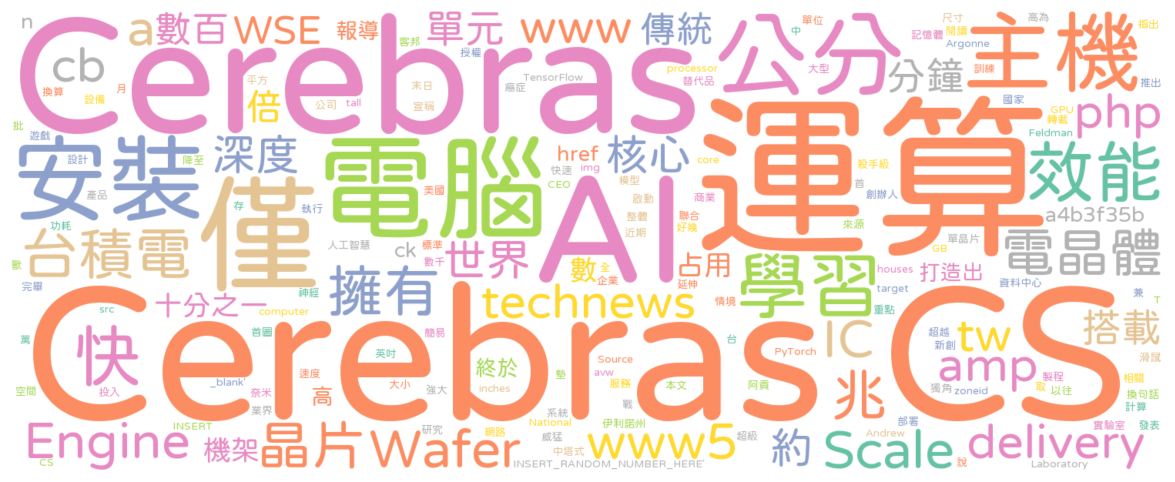 n a 數百 WSE 報導 單元 www 傳統 公分 主機
Cerebras
客邦 授權 中 單位 尺寸 閱讀 高為 指出
cb 換算 設備 月 平方 倍 公司 tall 末日 宣稱 癌症 TensorFlow processor 替代品 大型 記憶體 Argonne 訓練 分鐘 推出
批 遊戲 國家 GPU 轉載 php
安裝 深度 僅 電腦 href img 核心 AI 運算 Feldman 效能
設計 降至 產品 快速 CEO 模型 core 殺手級 首 創辦人
功耗 存 執行 美國 啟動 商業 a4b3f35b
台積電 擁有 人工智慧 ck 標準 數千 世界 整體 近期 聯合 好幾 來源 單晶片 GB 電晶體
歐 完畢 神經 數 全 企業 占用 延伸 學習 houses 打造出 資料中心 兼
十分之一 technews 情境 target 重點 T
萬 src 首圖 computer 快 簡易 英吋 終於 台 IC 超越 新創 tw 搭載 滑鼠
Cerebras CS
_blank' 速度 Source avw PyTorch amp 製程 相關
空間 投入 奈米 大小 強大 inches 墊 服務 本文 阿貢 獨角 zoneid 取 以往 換句話
INSERT 業界 高 系統 戰 兆 部署 計算 發表
Engine 機架 晶片 Wafer 研究 網路 National 威猛 伊利諾州 www5 超級 約 Scale Andrew delivery 實驗室
CS 中塔式 INSERT_RANDOM_NUMBER_HERE' 說 Laboratory